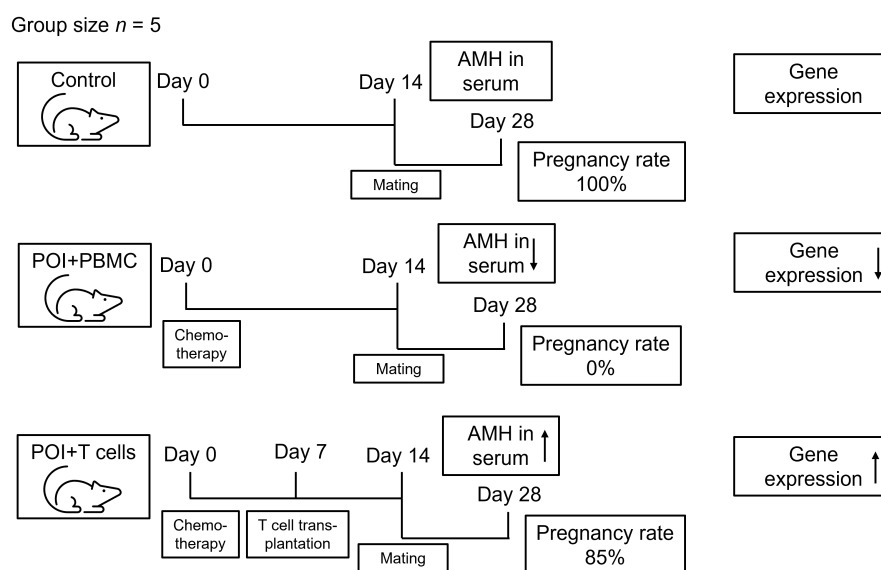 Group size n = 5
Control
Day 0
Day 14
AMH in
serum
Day 28
Mating
Pregnancy rate
100%
Gene
expression
POI+PBMC
Day 0
Day 14
AMH in
serum
Day 28
Chemo-
therapy
Mating
Pregnancy rate
0%
Gene
expression
POI+T cells
Day 0
Day 7
Day 14
AMH in
serum
Day 28
Chemo-
therapy
T cell trans-
plantation
Mating
Pregnancy rate
85%
Gene
expression